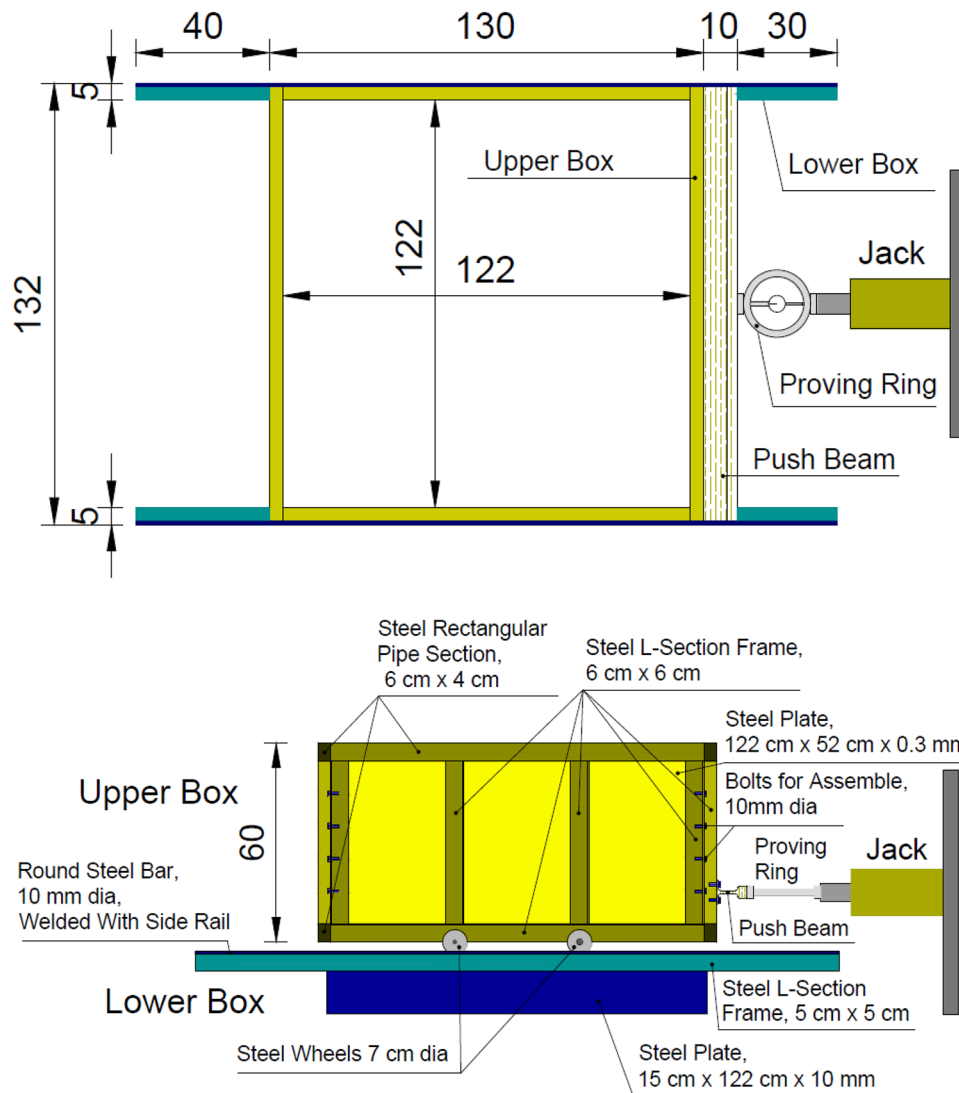 40
130
10
30
5
Upper Box
Lower Box
122
122
132
Jack
Proving Ring
Push Beam
5
Steel Rectangular
Pipe Section,
6 cm x 4 cm
Steel L-Section Frame,
6 cm x 6 cm
Steel Plate,
122 cm x 52 cm x 0.3 mm
Bolts for Assemble,
10mm dia
Upper Box
60
Proving
Ring
Jack
Round Steel Bar,
10 mm dia,
Welded With Side Rail
Push Beam
Lower Box
Steel L-Section
Frame, 5 cm x 5 cm
Steel Wheels 7 cm dia
Steel Plate,
15 cm x 122 cm x 10 mm